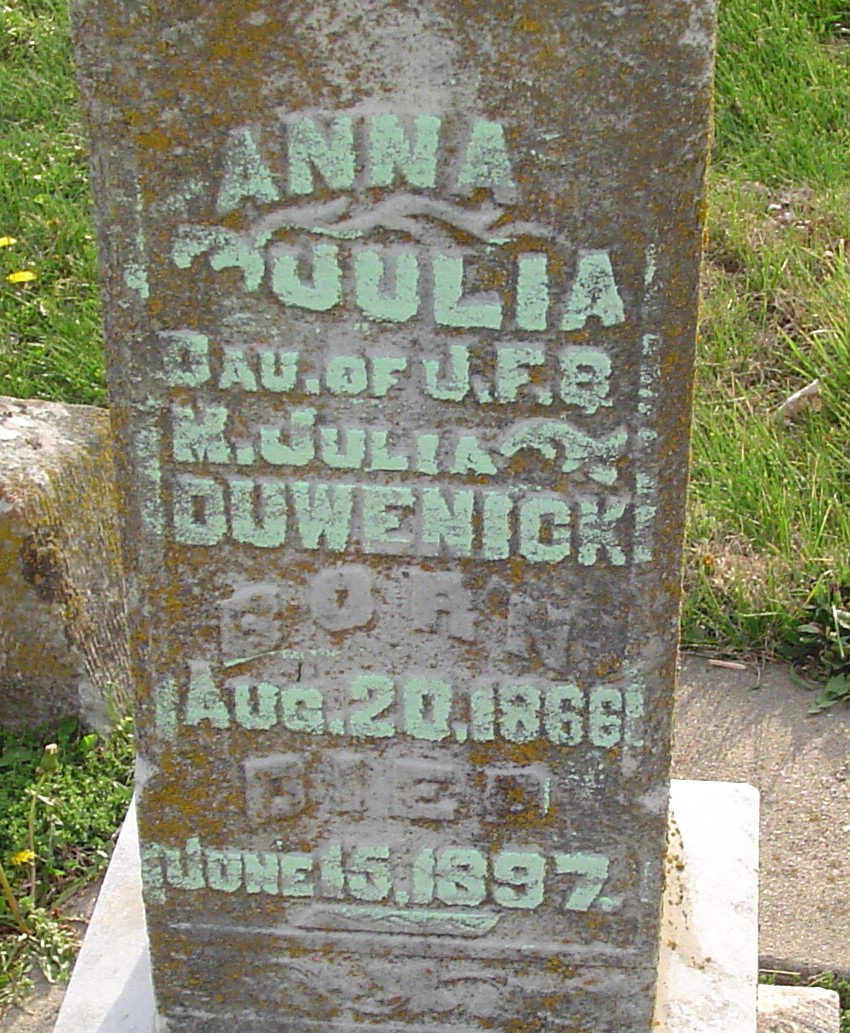 ANNA
JULIA
DAU. OF J. F. &
M. JULIA
DUWENICK
BORN
AUG. 20, 1866
DIED
JUNE 15, 1897.